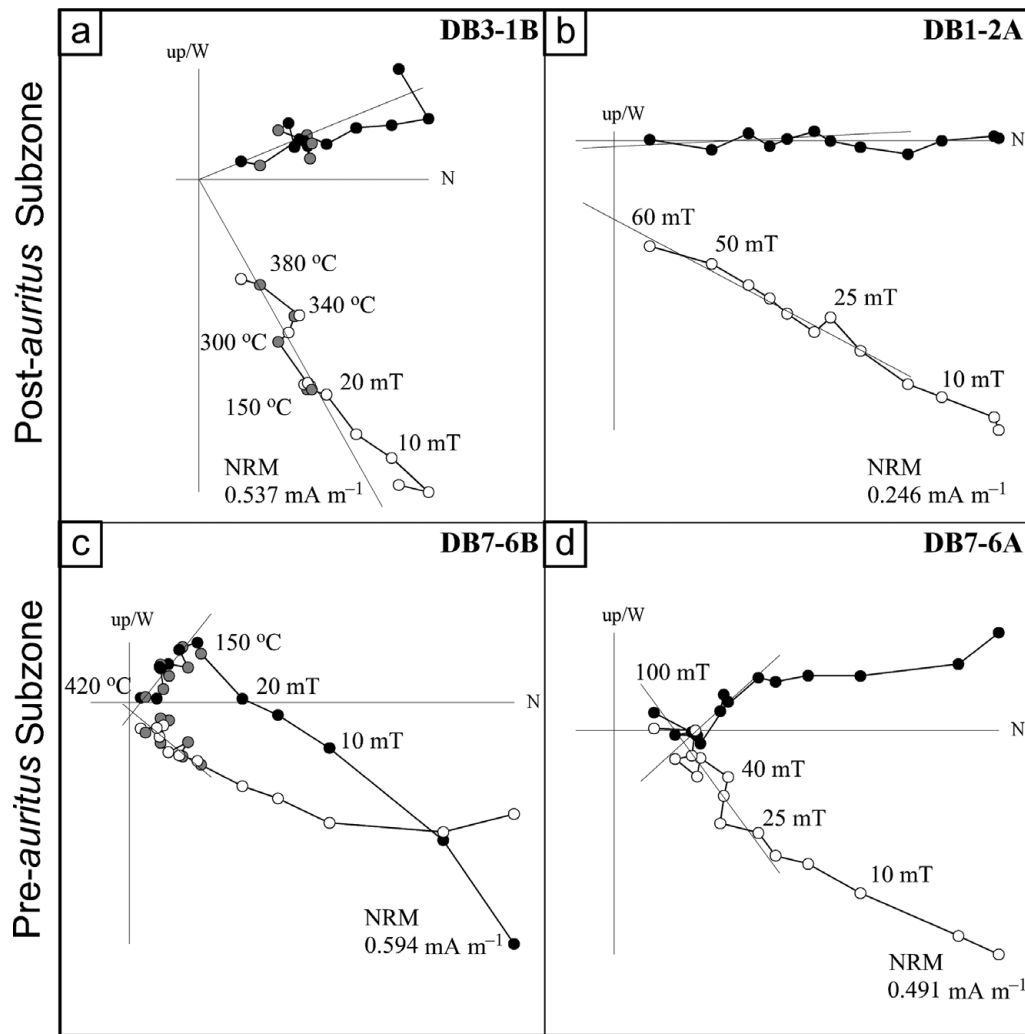 Post-auritus Subzone
a
DB3-1B
up/W
N
380 °C
340 °C
300 °C
20 mT
150 °C
10 mT
NRM
0.537 mA m⁻¹
b
DB1-2A
up/W
N
60 mT
50 mT
25 mT
10 mT
NRM
0.246 mA m⁻¹
Pre-auritus Subzone
c
DB7-6B
up/W
150 °C
420 °C
N
20 mT
10 mT
NRM
0.594 mA m⁻¹
d
DB7-6A
up/W
100 mT
N
40 mT
25 mT
10 mT
NRM
0.491 mA m⁻¹